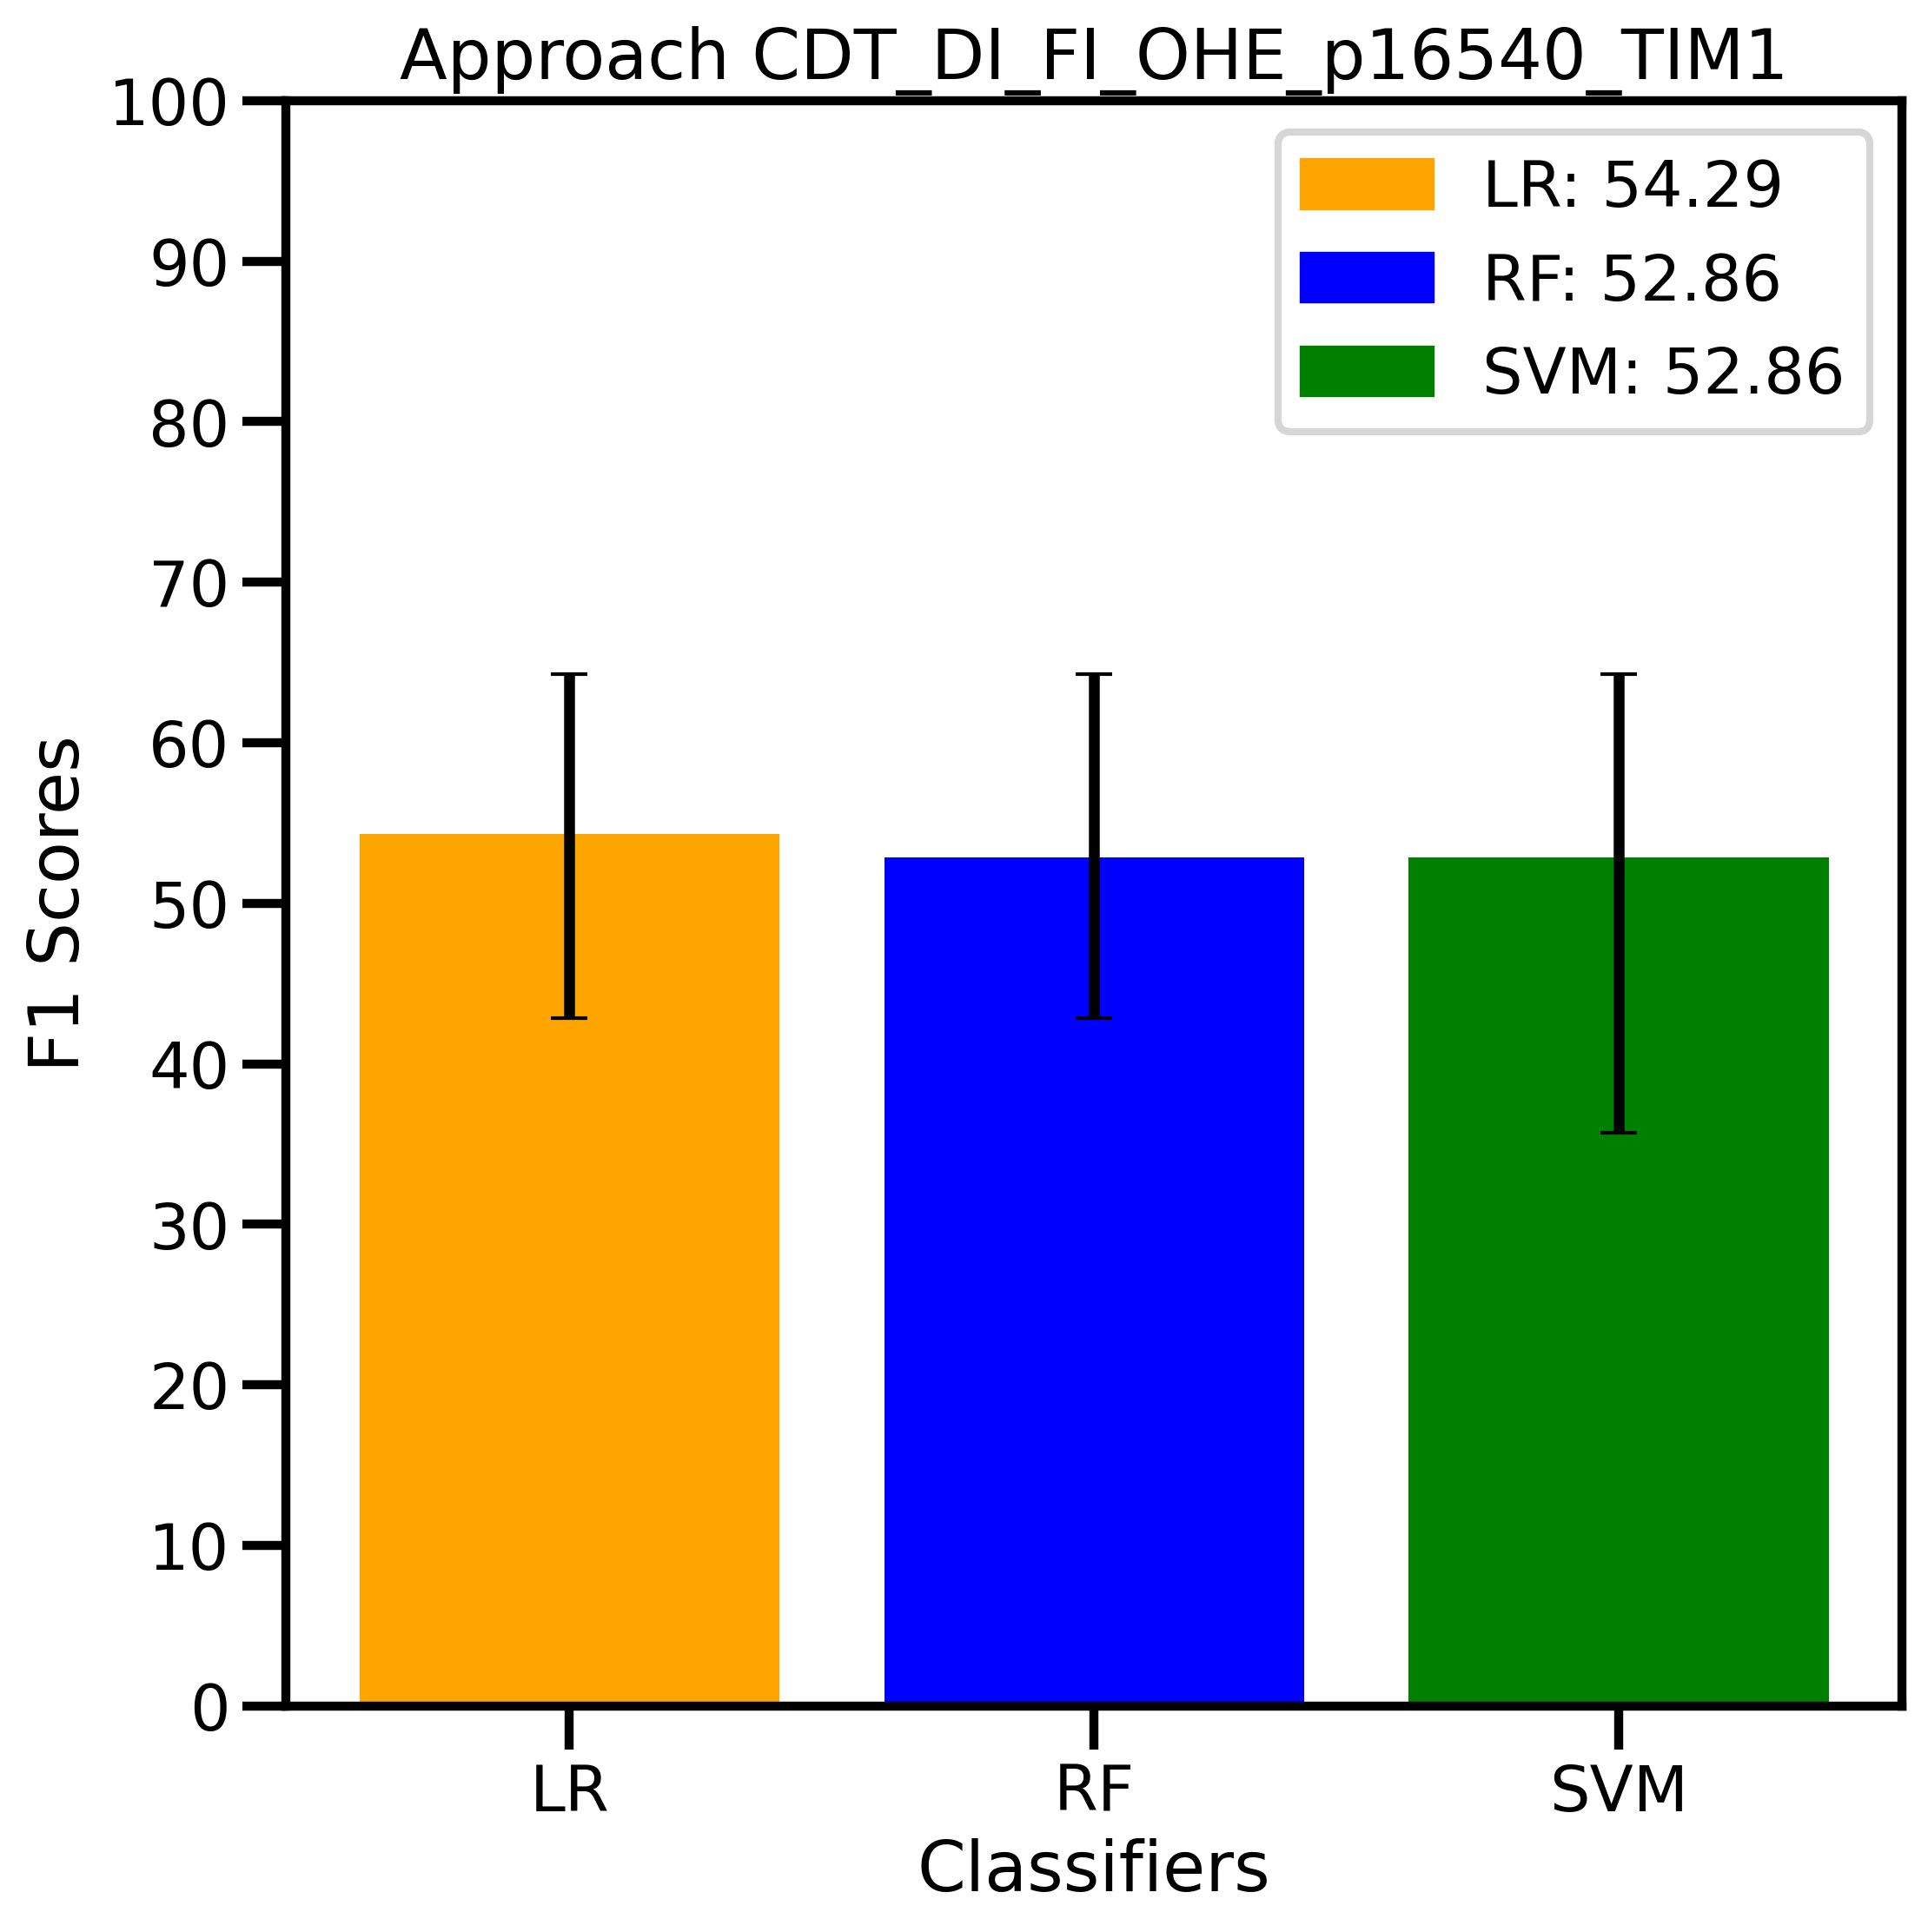 Approach CDT_DI_FI_OHE_p16540_TIM1
100
90
80
70
60
50
40
30
20
10
0
F1 Scores
LR: 54.29
RF: 52.86
SVM: 52.86
LR
RF
SVM
Classifiers